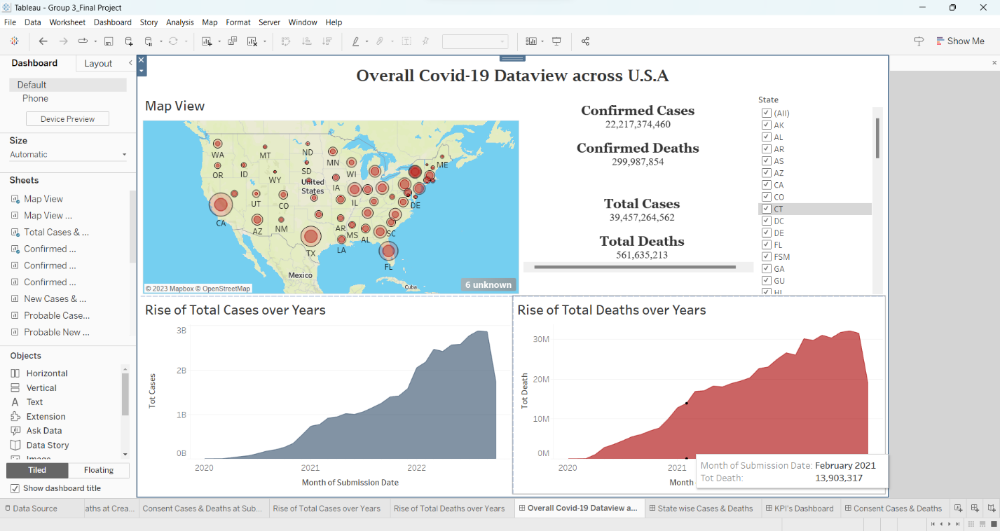 Tableau - Group 3_Final Project
File Data Worksheet Dashboard Story Analysis Map Format Server Window Help
Show Me
Dashboard Layout
Default
Phone
Device Preview
Size
Automatic
Sheets
Map View
Map View ...
Total Cases & ...
Confirmed ...
Confirmed ...
Confirmed ...
New Cases & ...
Probable Case...
Probable New ...
Objects
Horizontal
Vertical
Text
Extension
Ask Data
Data Story
Image
Tiled Floating
Show dashboard title
Overall Covid-19 Dataview across U.S.A
Map View
WA
MT
ND
MN
ME
OR
ID
WY
SD
WI
United
States
IA
UT
CO
IL
DE
CA
AZ
NM
AR
MS
AL
SC
TX
LA
FL
Mexico
Cuba
© 2023 Mapbox © OpenStreetMap
6 unknown
Confirmed Cases
22,217,374,460
Confirmed Deaths
299,987,854
Total Cases
39,457,264,562
Total Deaths
561,635,213
State
(All)
AK
AL
AR
AS
AZ
CA
CO
CT
DC
DE
FL
FSM
GA
GU
HI
Rise of Total Cases over Years
3B
2B
1B
0B
Tot Cases
2020 2021 2022
Month of Submission Date
Rise of Total Deaths over Years
30M
20M
10M
0M
Tot Death
2020 2021
Month
Month of Submission Date: February 2021
Tot Death: 13,903,317
Data Source aths at Crea... Consent Cases & Deaths at Sub... Rise of Total Cases over Years Rise of Total Deaths over Years Overall Covid-19 Dataview a... State wise Cases & Deaths KPI's Dashboard Consent Cases & Deaths